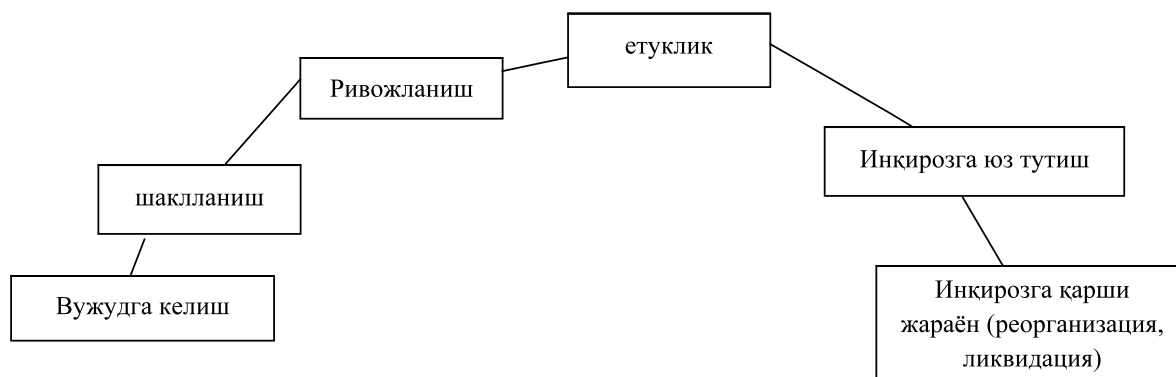 етуклик
Ривожланиш
Инқирозга юз тутиш
шаклланиш
Вужудга келиш
Инқирозга қарши
жараён (реорганизация,
ликвидация)